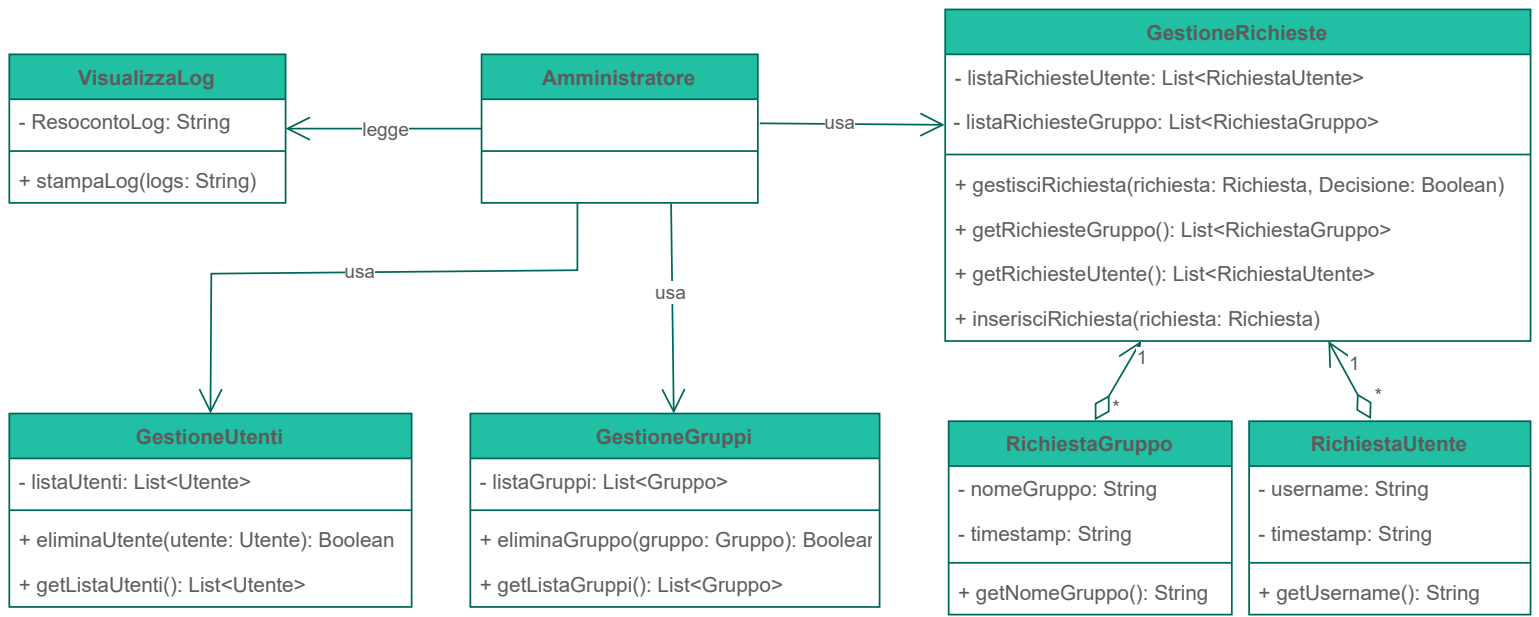 VisualizzaLog
- ResocontoLog: String
+ stampaLog(logs: String)
legge
Amministratore
usa
GestioneRichieste
- listaRichiesteUtente: List<RichiestaUtente>
- listaRichiesteGruppo: List<RichiestaGruppo>
+ gestisciRichiesta(richiesta: Richiesta, Decisione: Boolean)
+ getRichiesteGruppo(): List<RichiestaGruppo>
+ getRichiesteUtente(): List<RichiestaUtente>
+ inserisciRichiesta(richiesta: Richiesta)
usa
usa
1
*
1
*
GestioneUtenti
- listaUtenti: List<Utente>
+ eliminaUtente(utente: Utente): Boolean
+ getListaUtenti(): List<Utente>
GestioneGruppi
- listaGruppi: List<Gruppo>
+ eliminaGruppo(gruppo: Gruppo): Boolean
+ getListaGruppi(): List<Gruppo>
RichiestaGruppo
- nomeGruppo: String
- timestamp: String
+ getNomeGruppo(): String
RichiestaUtente
- username: String
- timestamp: String
+ getUsername(): String